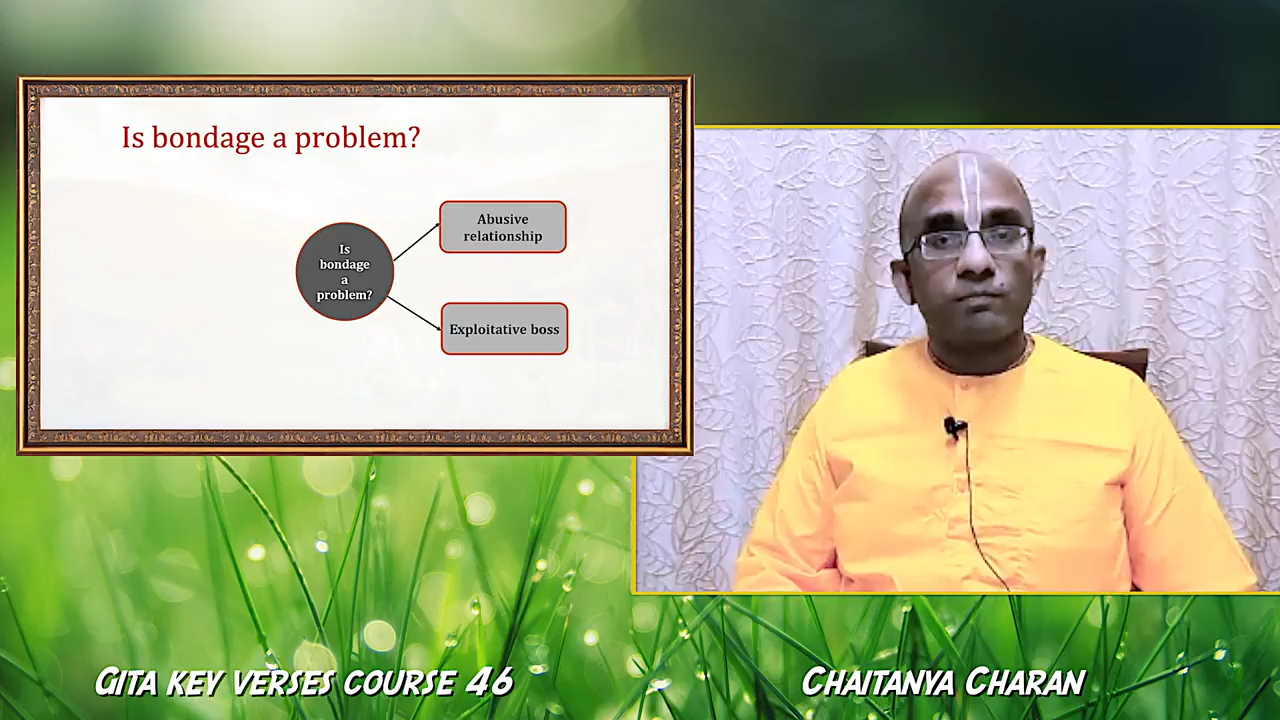 Is bondage a problem?
Is
bondage
a
problem?
Abusive
relationship
Exploitative boss
GITA KEY VERSES COURSE 46
CHAITANYA CHARAN